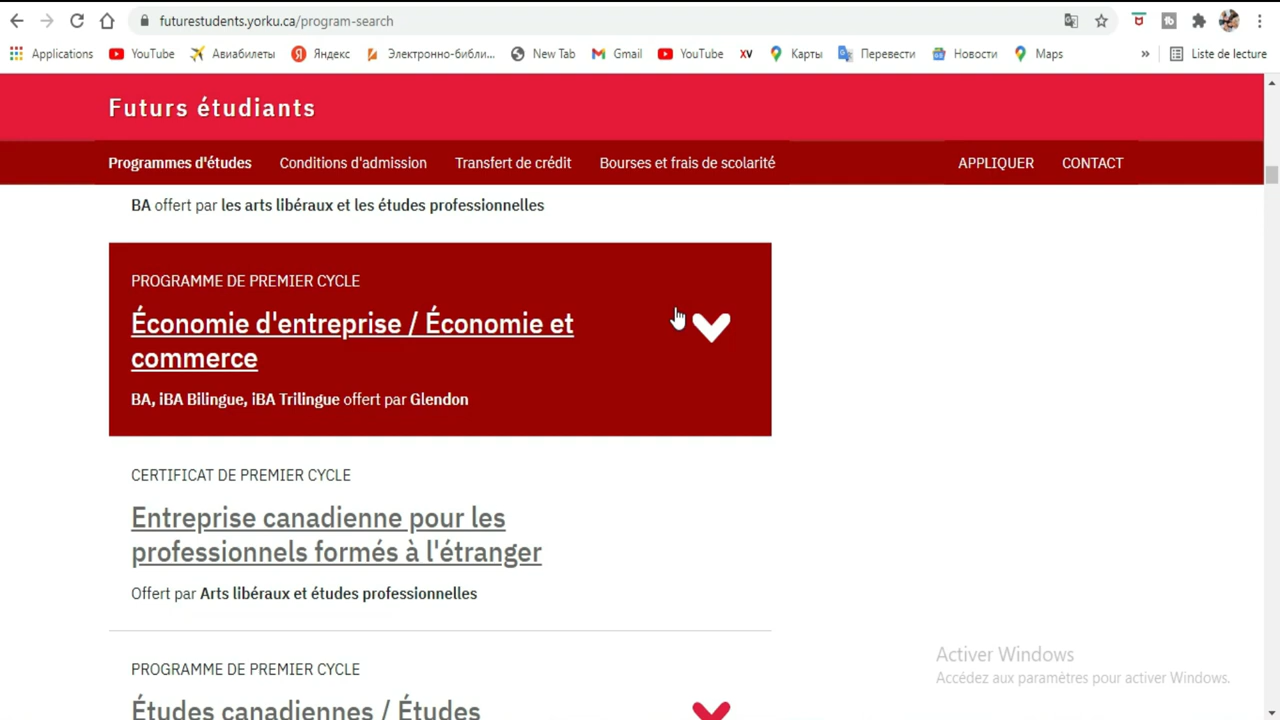 futurestudents.yorku.ca/program-search
Applications YouTube Авиабилеты Яндекс Электронно-библи... New Tab Gmail YouTube XV Карты Перевести Новости Maps » Liste de lecture
Futurs étudiants
Programmes d'études Conditions d'admission Transfert de crédit Bourses et frais de scolarité APPLIQUER CONTACT
BA offert par les arts libéraux et les études professionnelles
PROGRAMME DE PREMIER CYCLE
Économie d'entreprise / Économie et
commerce
BA, iBA Bilingue, iBA Trilingue offert par Glendon
CERTIFICAT DE PREMIER CYCLE
Entreprise canadienne pour les
professionnels formés à l'étranger
Offert par Arts libéraux et études professionnelles
PROGRAMME DE PREMIER CYCLE
Études canadiennes / Études
Activer Windows
Accédez aux paramètres pour activer Windows.